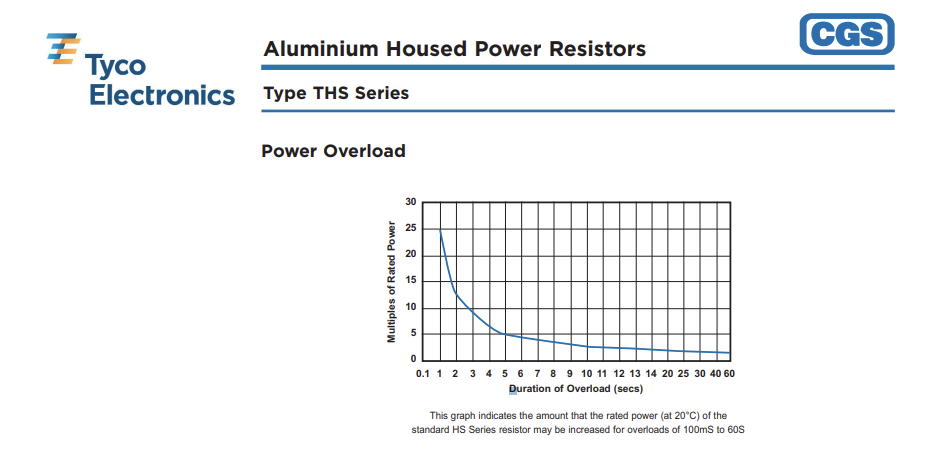 Tyco
Electronics
Aluminium Housed Power Resistors
CGS
Type THS Series
Power Overload
30
25
20
15
10
5
0
Multiples of Rated Power
0.1 1 2 3 4 5 6 7 8 9 10 11 12 13 14 20 25 30 40 60
Duration of Overload (secs)
This graph indicates the amount that the rated power (at 20°C) of the
standard HS Series resistor may be increased for overloads of 100mS to 60S